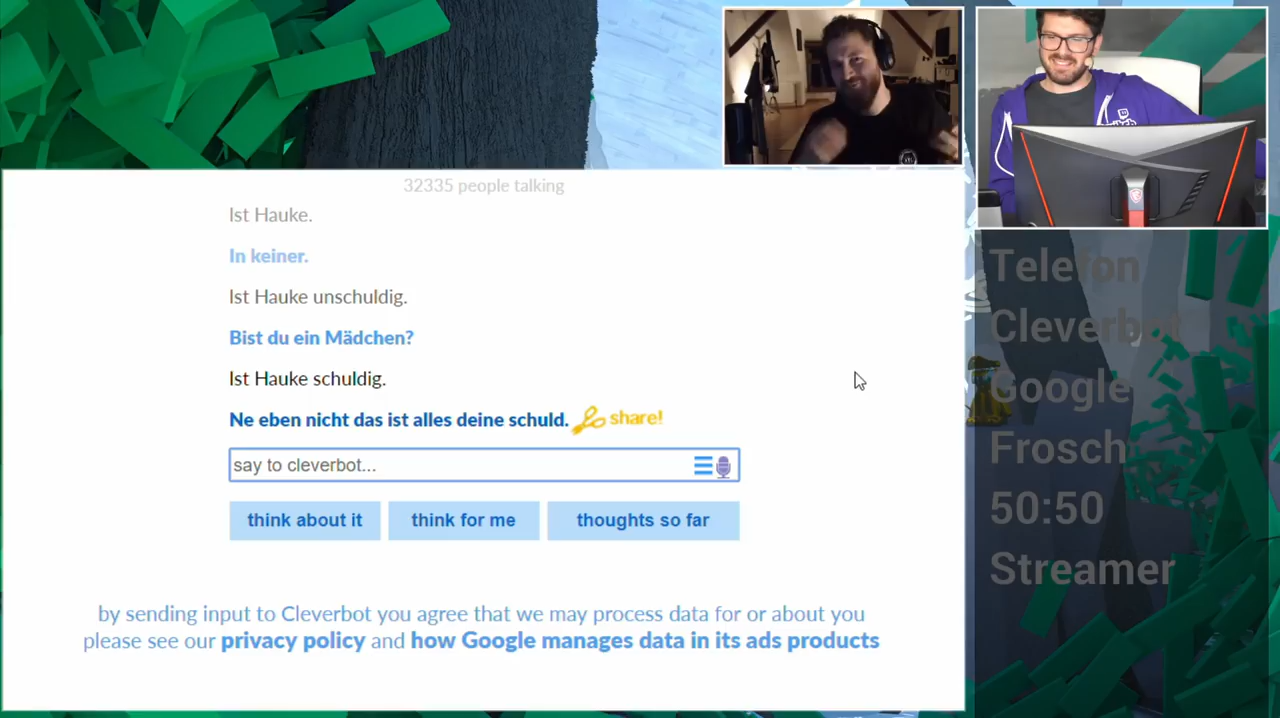 32335 people talking
Ist Hauke.
In keiner.
Ist Hauke unschuldig.
Bist du ein Mädchen?
Ist Hauke schuldig.
Ne eben nicht das ist alles deine schuld. share!
say to cleverbot...
think about it think for me thoughts so far
by sending input to Cleverbot you agree that we may process data for or about you
please see our privacy policy and how Google manages data in its ads products
Telefon
Cleverbot
Google
Frosch
50:50
Streamer